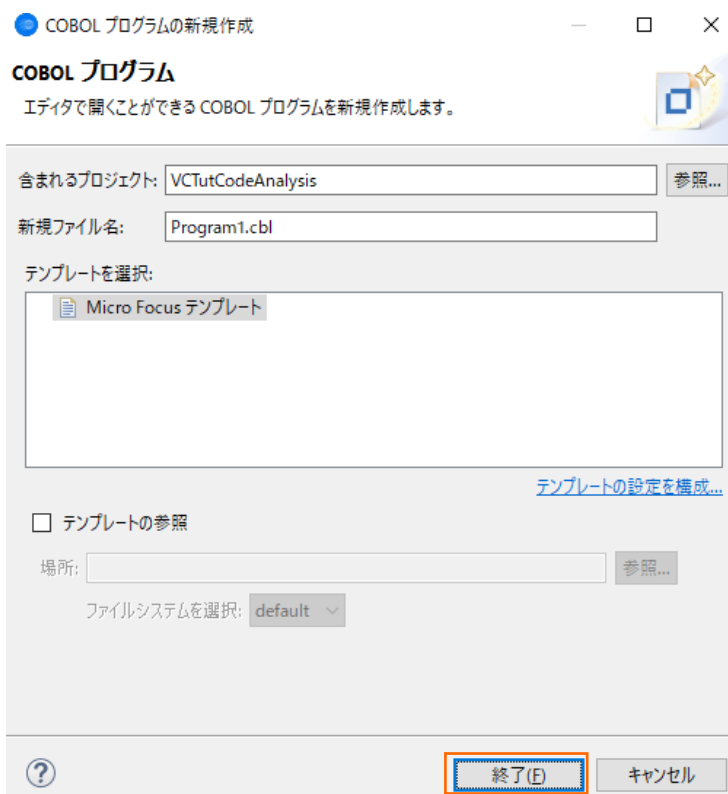 COBOL プログラムの新規作成
COBOL プログラム
エディタで開くことができる COBOL プログラムを新規作成します。
含まれるプロジェクト: VCTutCodeAnalysis 参照...
新規ファイル名: Program1.cbl
テンプレートを選択:
Micro Focus テンプレート
テンプレートの設定を構成...
テンプレートの参照
場所: 参照...
ファイルシステムを選択: default
? 終了(F) キャンセル